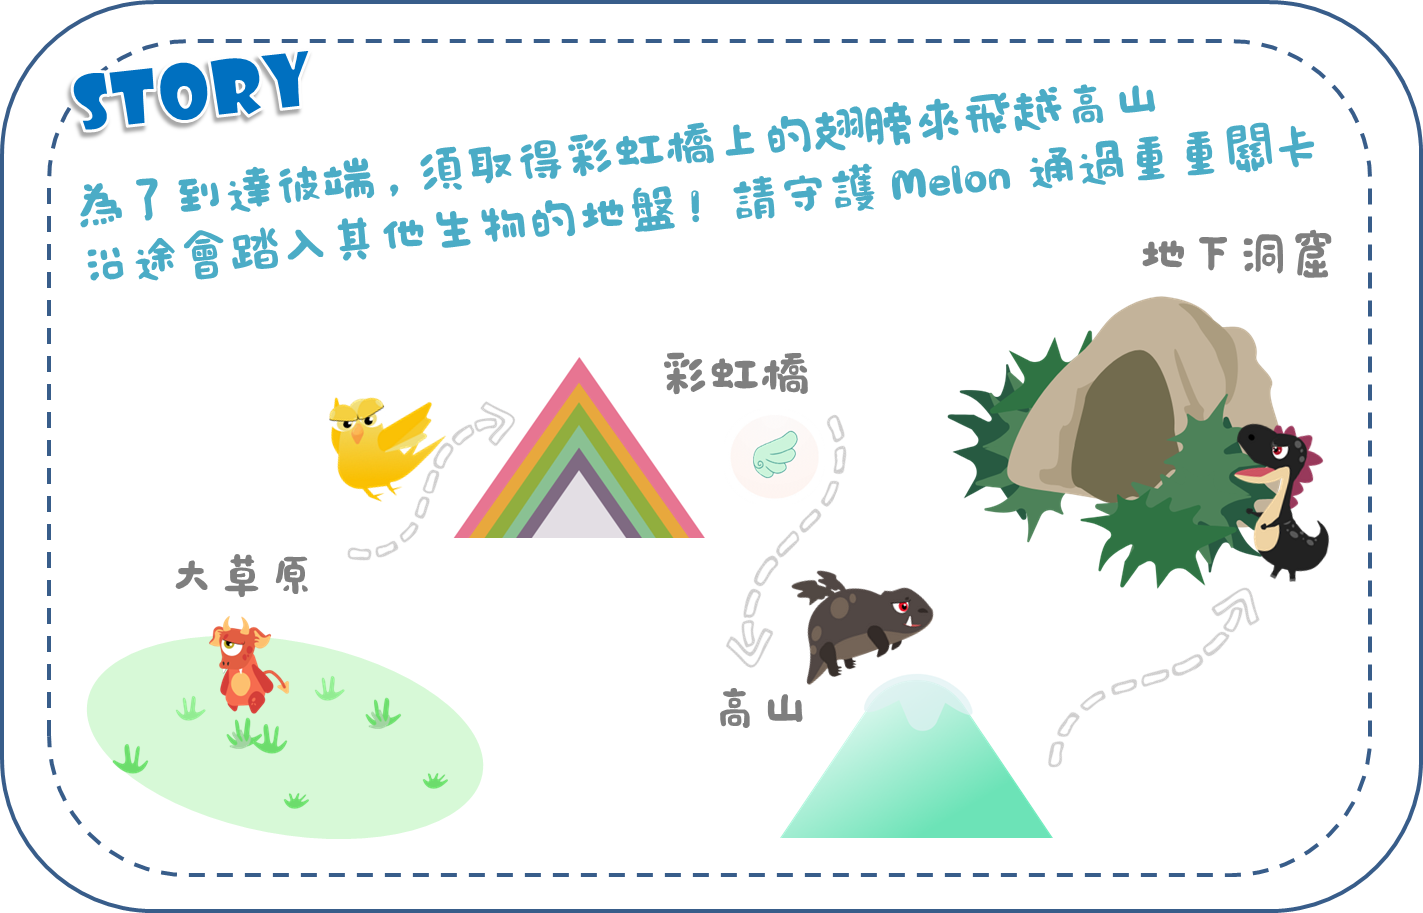 STORY
為了到達彼端，須取得彩虹橋上的翅膀來飛越高山
沿途會踏入其他生物的地盤！請守護 Melon 通過重重關卡
地下洞窟
彩虹橋
大草原
高山